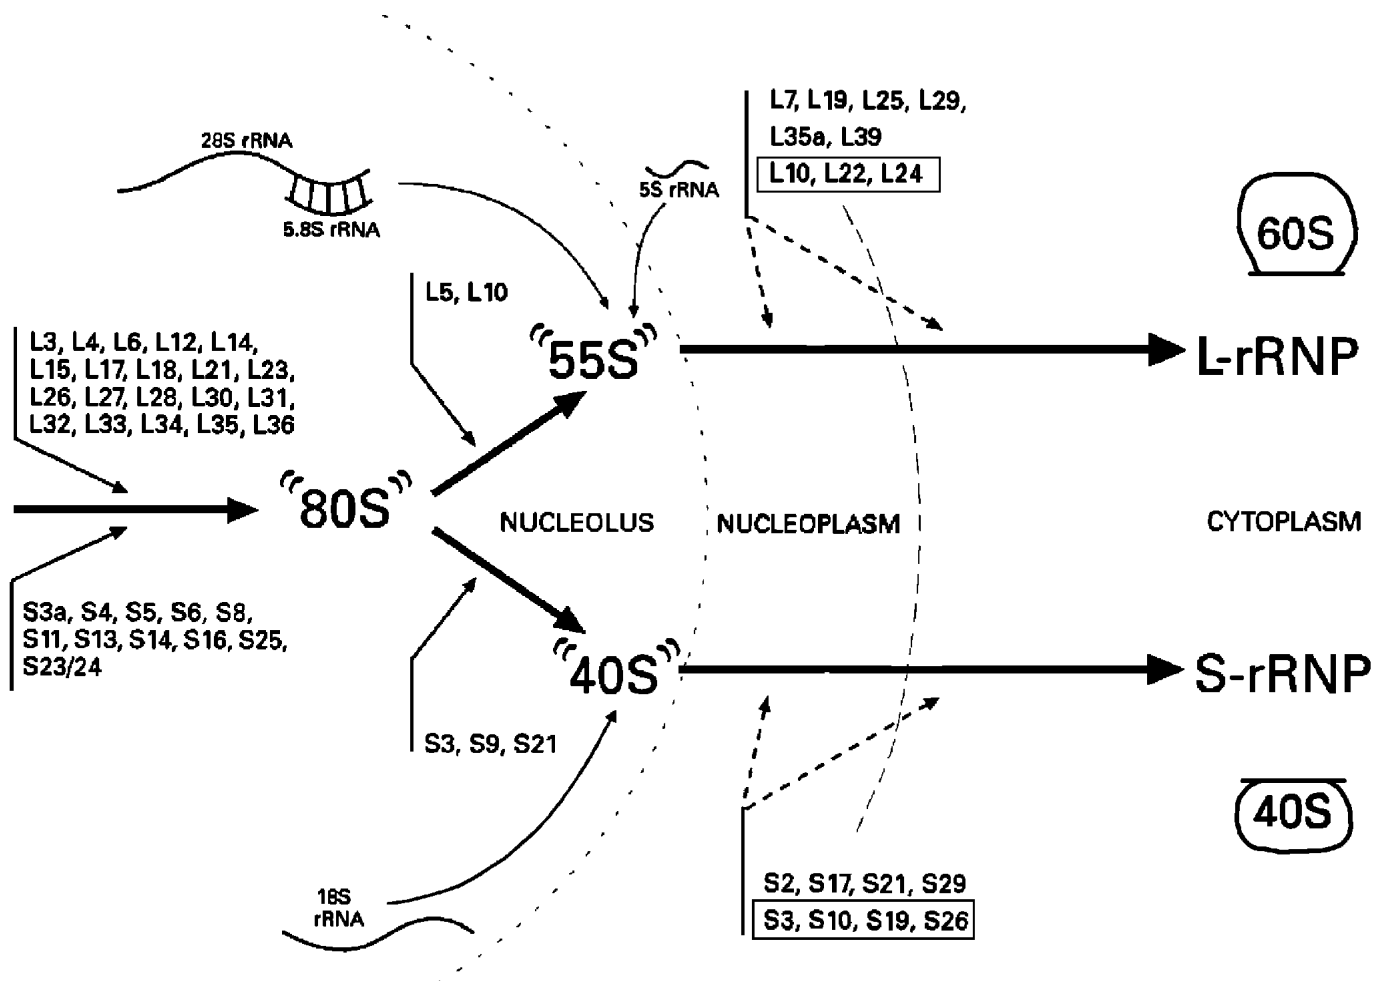 28S rRNA
5.8S rRNA
5S rRNA
L7, L19, L25, L29,
L35a, L39
L10, L22, L24
60S
L5, L10
L3, L4, L6, L12, L14,
L15, L17, L18, L21, L23,
L26, L27, L28, L30, L31,
L32, L33, L34, L35, L36
“55S”
L-rRNP
“80S”
NUCLEOLUS
NUCLEOPLASM
CYTOPLASM
S3a, S4, S5, S6, S8,
S11, S13, S14, S16, S25,
S23/24
“40S”
S-rRNP
S3, S9, S21
40S
18S
rRNA
S2, S17, S21, S29
S3, S10, S19, S26